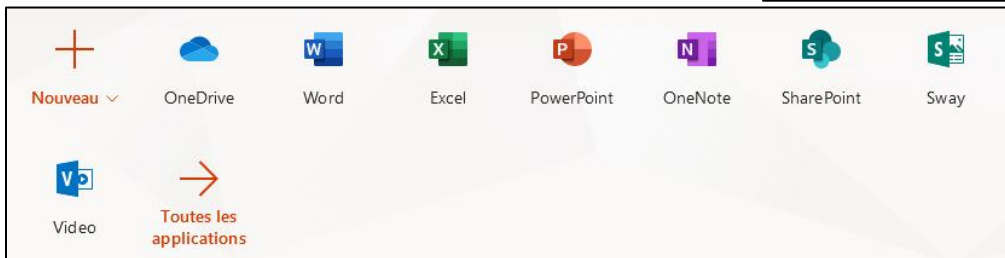 W X P N S S
Nouveau OneDrive Word Excel PowerPoint OneNote SharePoint Sway
V
Video Toutes les
applications